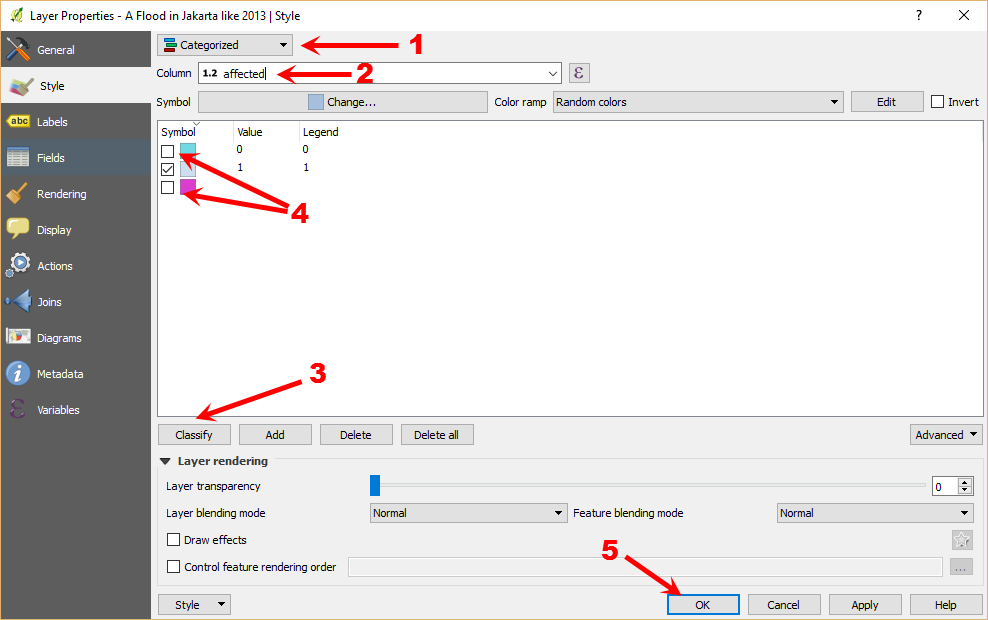 Layer Properties - A Flood in Jakarta like 2013 | Style
?
General
Style
abc Labels
Fields
Rendering
Display
Actions
Joins
Diagrams
Metadata
Variables
Categorized
1
Column 1.2 affected ε
2
Symbol Change... Color ramp Random colors Edit Invert
Symbol Value Legend
0 0
1 1
4
3
Classify Add Delete Delete all Advanced
Layer rendering
Layer transparency 0
Layer blending mode Normal Feature blending mode Normal
Draw effects
5
Control feature rendering order ...
Style OK Cancel Apply Help